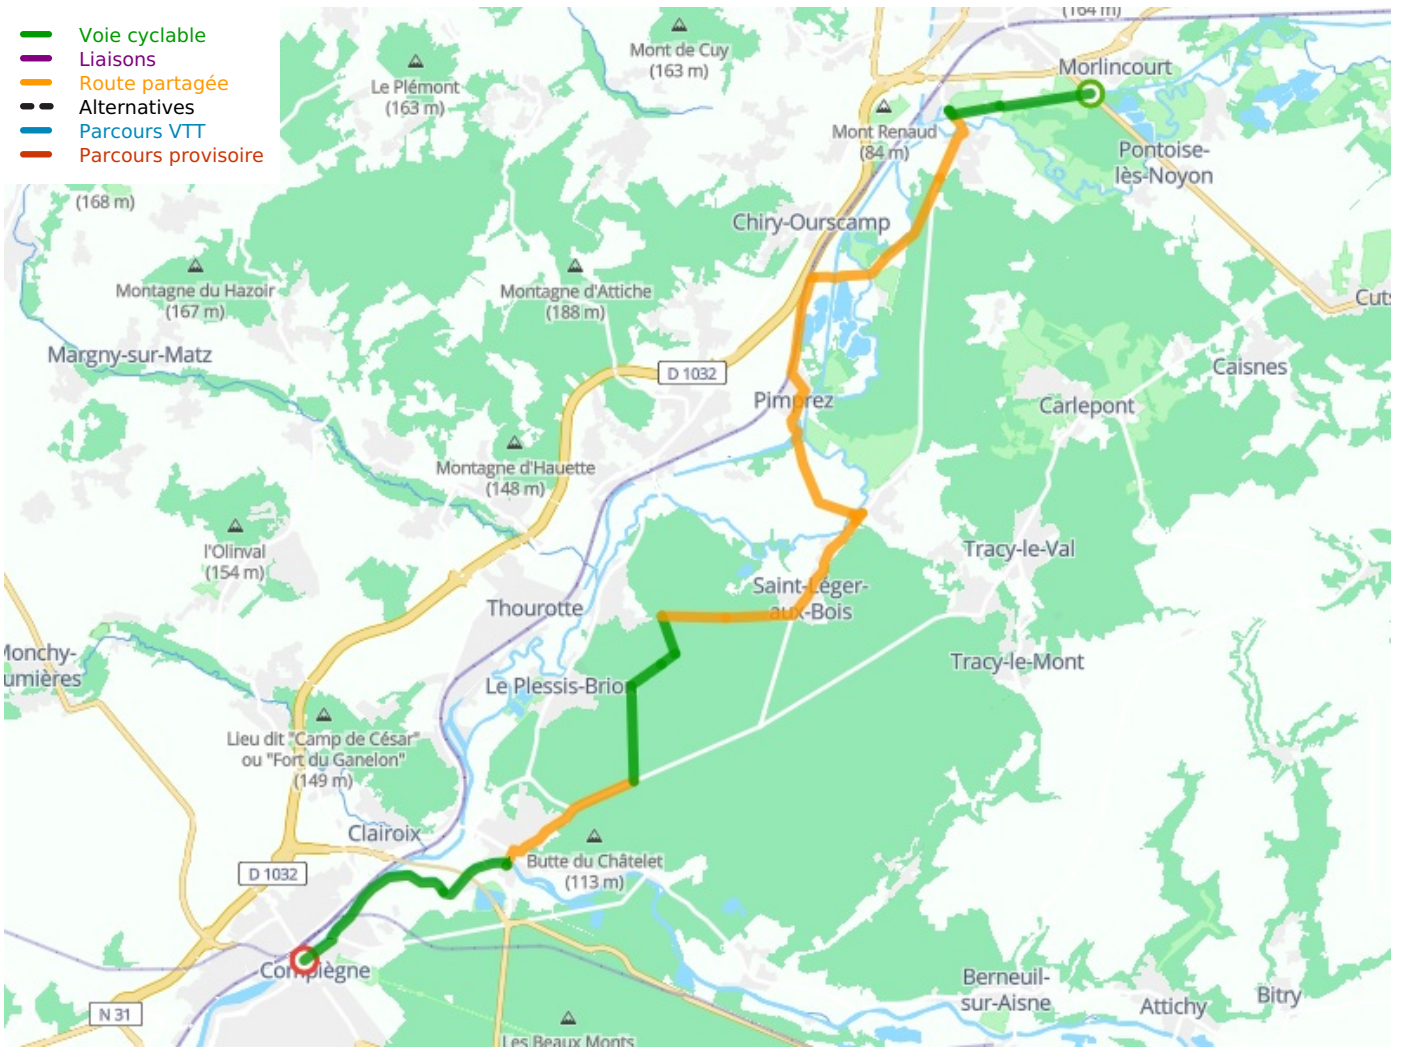 Voie cyclable
Liaisons
Route partagée
Alternatives
Parcours VTT
Parcours provisoire
(164 m)
Mont de Cuy
(163 m)
Le Plémont
(163 m)
Morlincourt
Mont Renaud
(84 m)
Pontoise-
lès-Noyon
(168 m)
Chiry-Ourscamp
Montagne du Hazoir
(167 m)
Montagne d'Attiche
(188 m)
Cuts
Margny-sur-Matz
D 1032
Caisnes
Pimprez
Carlepont
Montagne d'Hauette
(148 m)
l'Olinval
(154 m)
Tracy-le-Val
Saint-Léger-
aux-Bois
Thourotte
Monchy-
umières
Tracy-le-Mont
Le Plessis-Brion
Lieu dit "Camp de César"
ou "Fort du Ganelon"
(149 m)
Clairoix
Butte du Châtelet
(113 m)
D 1032
Compiègne
Berneuil-
sur-Aisne
Attichy
Bitry
N 31
Les Beaux Monts